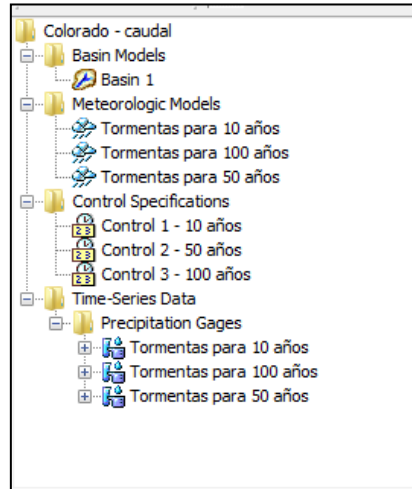 Colorado - caudal
Basin Models
Basin 1
Meteorologic Models
Tormentas para 10 años
Tormentas para 100 años
Tormentas para 50 años
Control Specifications
Control 1 - 10 años
Control 2 - 50 años
Control 3 - 100 años
Time-Series Data
Precipitation Gages
Tormentas para 10 años
Tormentas para 100 años
Tormentas para 50 años